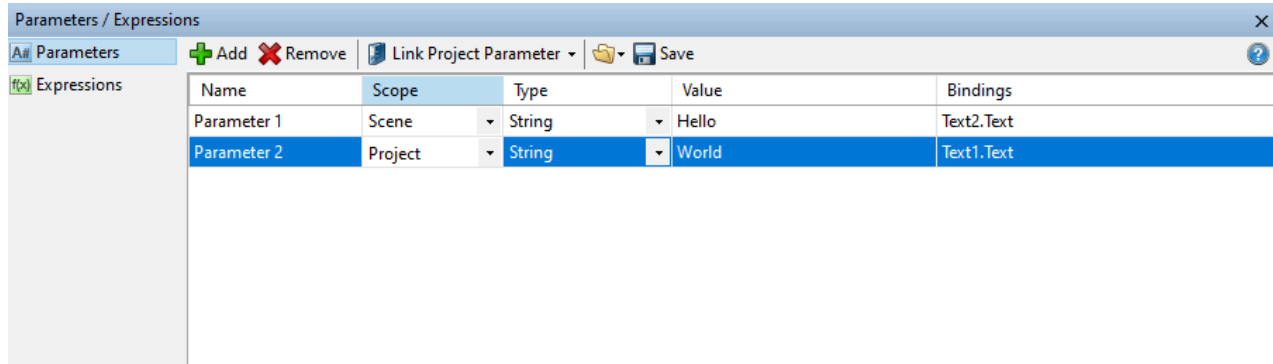 Parameters / Expressions
A# Parameters Add Remove Link Project Parameter Save ?
f(x) Expressions
Name Scope Type Value Bindings
Parameter 1 Scene String Hello Text2.Text
Parameter 2 Project String World Text1.Text